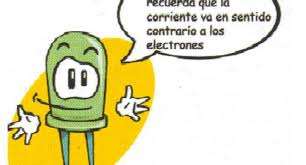 recuerda que la
corriente va en sentido
contrario a los
electrones